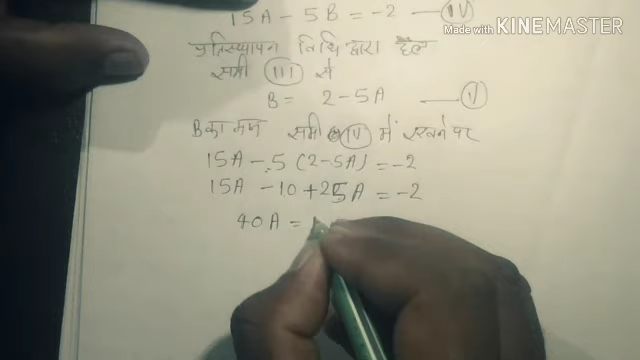 15A - 5B = -2 — IV
Made with KINEMASTER
प्रतिस्थापन विधि द्वारा हल
समी III से
B = 2 - 5A — V
B का मान समी IV में रखने पर
15A - 5 (2 - 5A) = -2
15A - 10 + 25A = -2
40A =